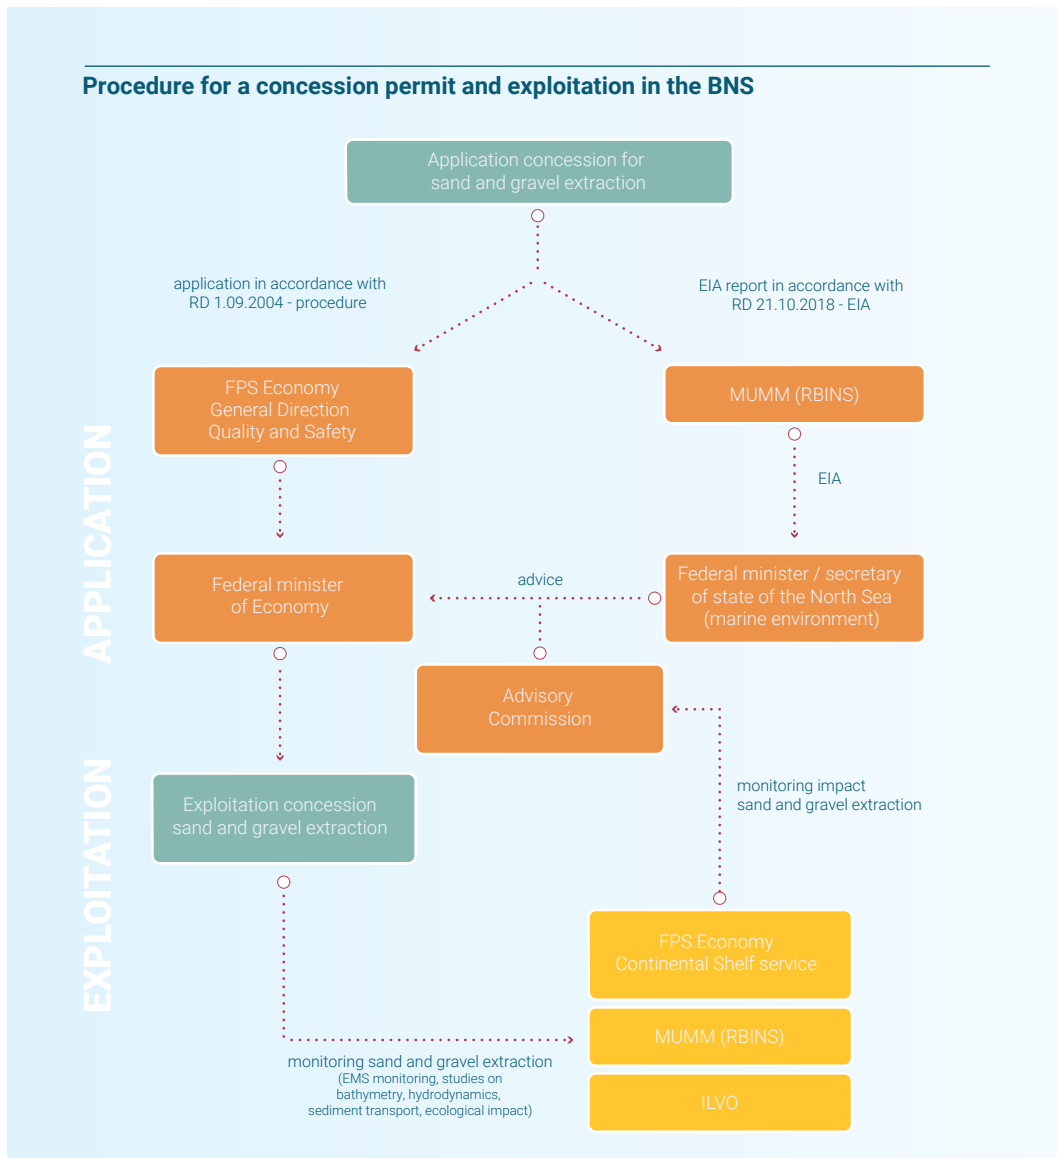 Procedure for a concession permit and exploitation in the BNS
Application concession for
sand and gravel extraction
application in accordance with
RD 1.09.2004 - procedure
EIA report in accordance with
RD 21.10.2018 - EIA
FPS Economy
General Direction
Quality and Safety
MUMM (RBINS)
EIA
APPLICATION
Federal minister
of Economy
advice
Federal minister / secretary
of state of the North Sea
(marine environment)
Advisory
Commission
EXPLOITATION
Exploitation concession
sand and gravel extraction
monitoring impact
sand and gravel extraction
FPS Economy
Continental Shelf service
MUMM (RBINS)
ILVO
monitoring sand and gravel extraction
(EMS monitoring, studies on
bathymetry, hydrodynamics,
sediment transport, ecological impact)